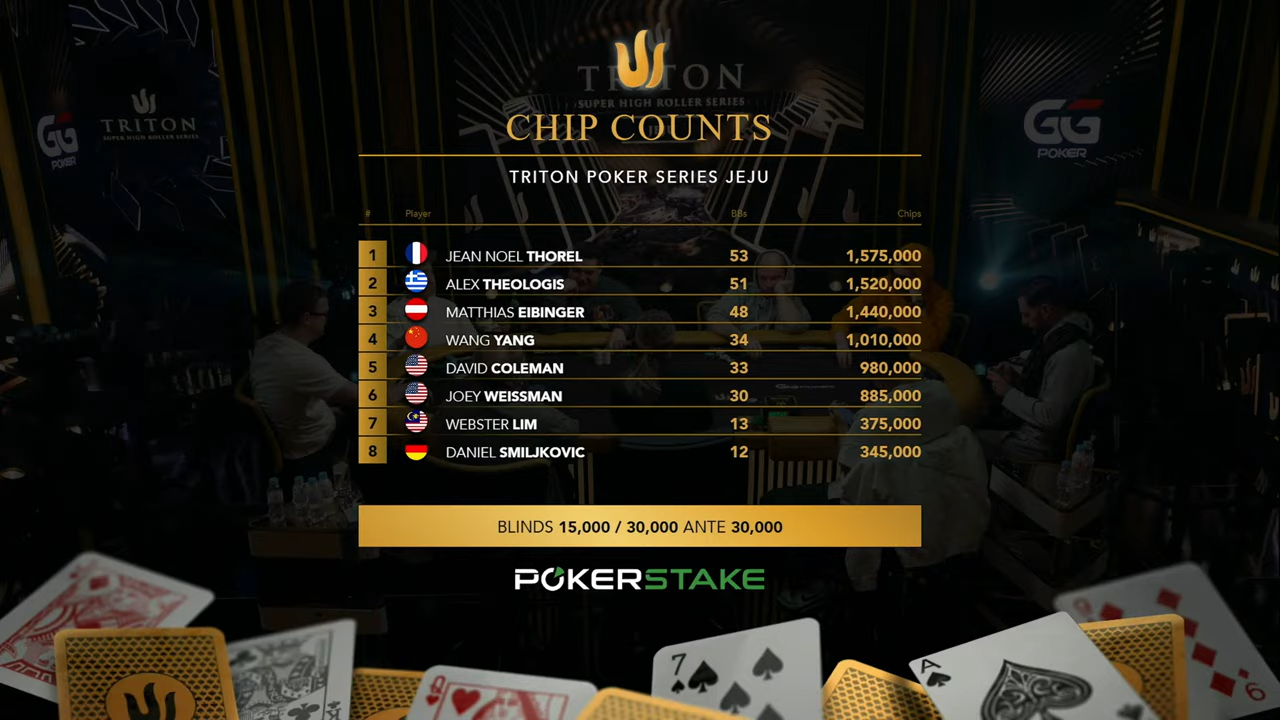 TRITON
SUPER HIGH ROLLER SERIES
CHIP COUNTS
TRITON
SUPER HIGH ROLLER SERIES
GG
POKER
GG
POKER
TRITON POKER SERIES JEJU
# Player BBs Chips
1 JEAN NOEL THOREL 53 1,575,000
2 ALEX THEOLOGIS 51 1,520,000
3 MATTHIAS EIBINGER 48 1,440,000
4 WANG YANG 34 1,010,000
5 DAVID COLEMAN 33 980,000
6 JOEY WEISSMAN 30 885,000
7 WEBSTER LIM 13 375,000
8 DANIEL SMILJKOVIC 12 345,000
BLINDS 15,000 / 30,000 ANTE 30,000
POKERSTAKE
7
A
9